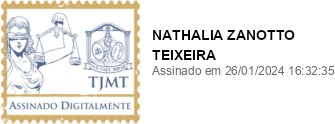 TJMT
ASSINADO DIGITALMENTE
NATHALIA ZANOTTO
TEIXEIRA
Assinado em 26/01/2024 16:32:35